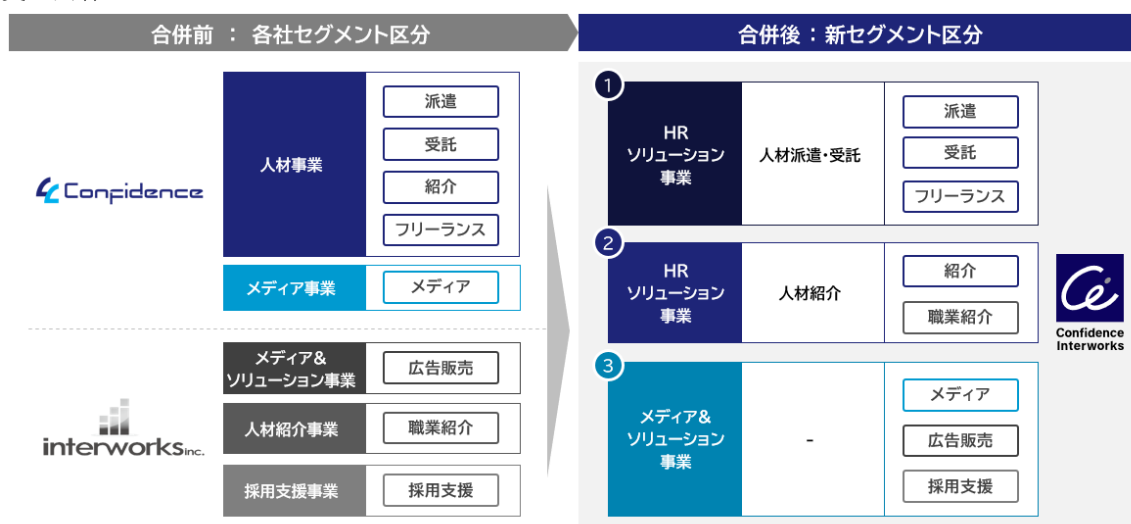 合併前 : 各社セグメント区分
合併後：新セグメント区分
Confidence
人材事業
派遣
受託
紹介
フリーランス
メディア事業
メディア
interworks inc.
メディア&
ソリューション事業
広告販売
人材紹介事業
職業紹介
採用支援事業
採用支援
1
HR
ソリューション
事業
人材派遣・受託
派遣
受託
フリーランス
2
HR
ソリューション
事業
人材紹介
紹介
職業紹介
3
メディア&
ソリューション
事業
-
メディア
広告販売
採用支援
Ci
Confidence
Interworks